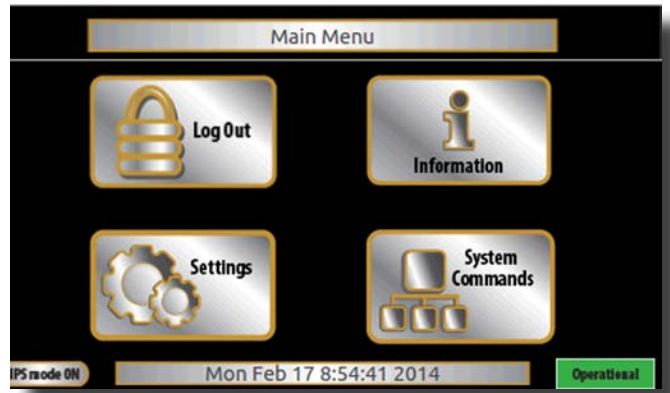 Main Menu
Log Out
Information
Settings
System
Commands
IPS mode ON
Mon Feb 17 8:54:41 2014
Operational